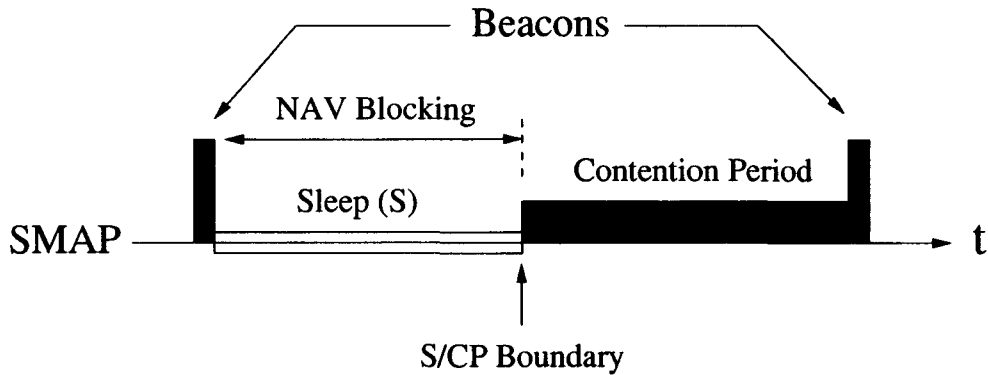 Beacons
NAV Blocking
Contention Period
Sleep (S)
SMAP
t
S/CP Boundary